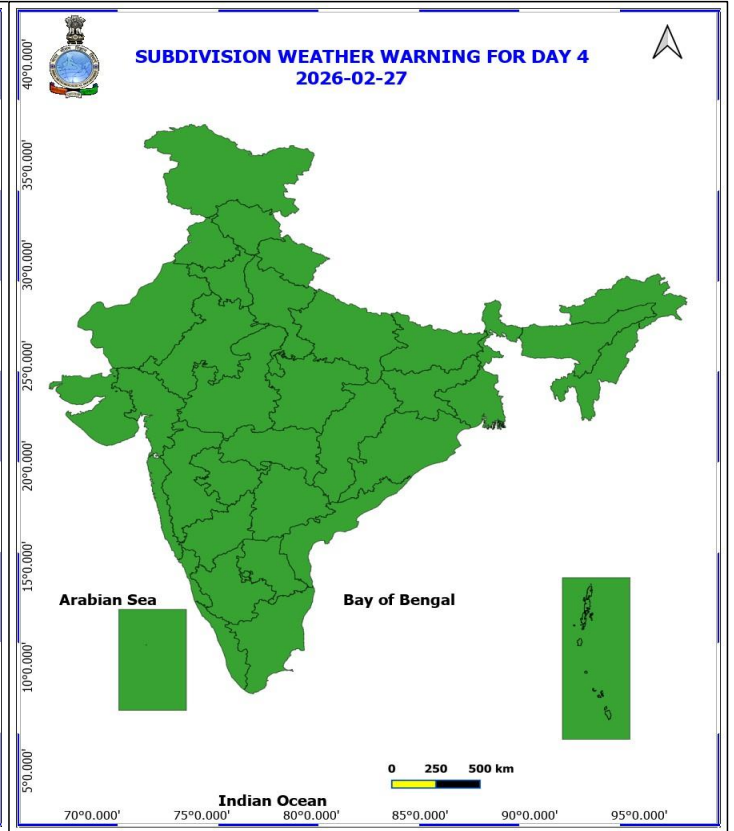 SUBDIVISION WEATHER WARNING FOR DAY 4
2026-02-27
40°0.000'
35°0.000'
30°0.000'
25°0.000'
20°0.000'
15°0.000'
10°0.000'
5°0.000'
Arabian Sea
Bay of Bengal
0 250 500 km
Indian Ocean
70°0.000' 75°0.000' 80°0.000' 85°0.000' 90°0.000' 95°0.000'